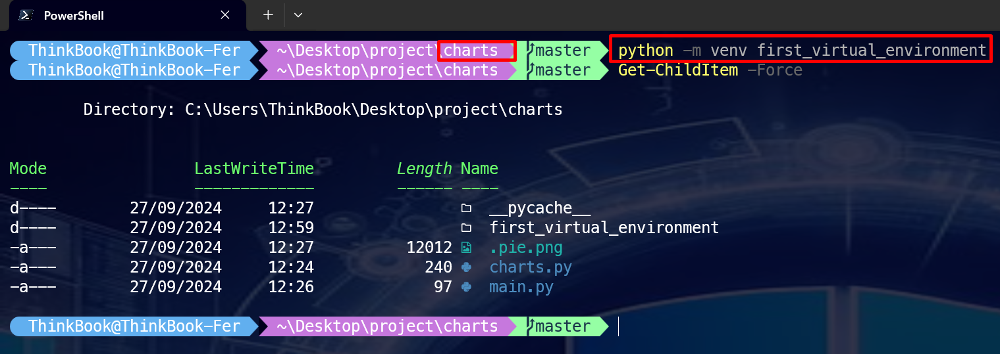 PowerShell
ThinkBook@ThinkBook-Fer ~\Desktop\project\charts master python -m venv first_virtual_environment
ThinkBook@ThinkBook-Fer ~\Desktop\project\charts master Get-ChildItem -Force
Directory: C:\Users\ThinkBook\Desktop\project\charts
Mode LastWriteTime Length Name
---- ------------- ------ ----
d---- 27/09/2024 12:27 __pycache__
d---- 27/09/2024 12:59 first_virtual_environment
-a--- 27/09/2024 12:27 12012 .pie.png
-a--- 27/09/2024 12:24 240 charts.py
-a--- 27/09/2024 12:26 97 main.py
ThinkBook@ThinkBook-Fer ~\Desktop\project\charts master